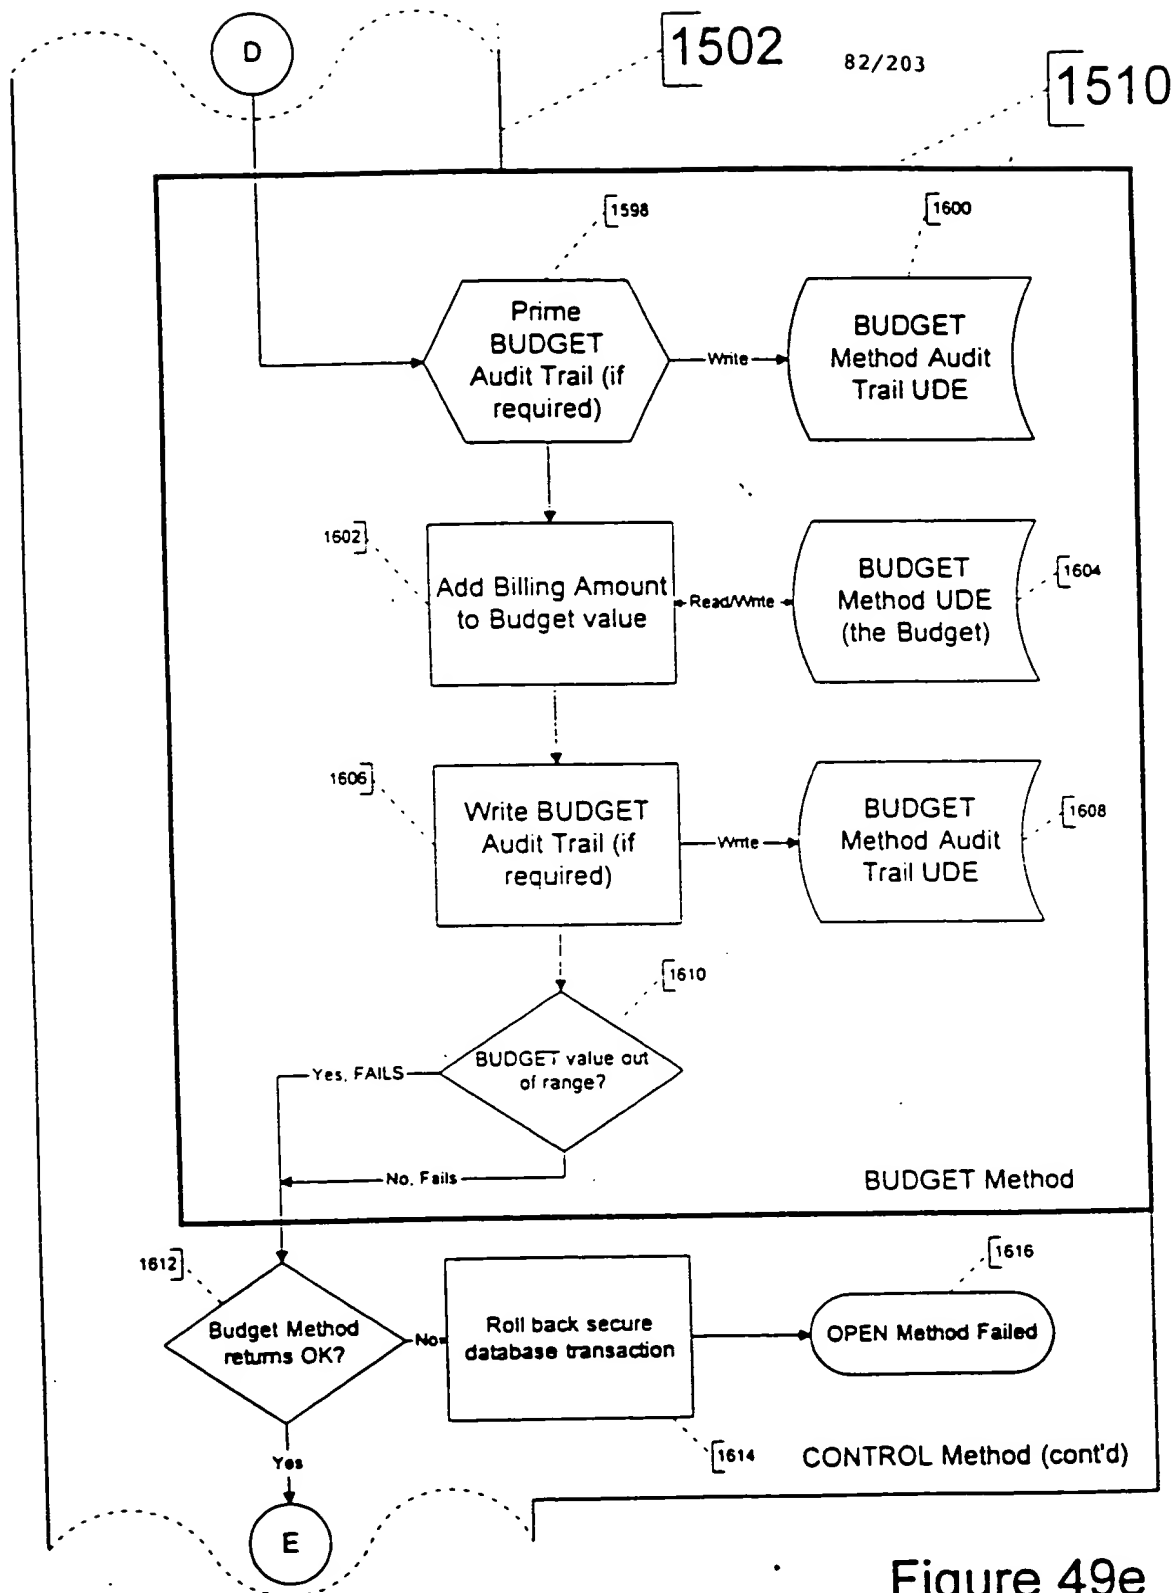 D
1502
82/203
1510
1598
1600
Prime
BUDGET
Audit Trail (if
required)
Write
BUDGET
Method Audit
Trail UDE
1602
Add Billing Amount
to Budget value
Read/Write
BUDGET
Method UDE
(the Budget)
1604
1606
Write BUDGET
Audit Trail (if
required)
Write
BUDGET
Method Audit
Trail UDE
1608
1610
BUDGET value out
of range?
Yes, FAILS
No, Fails
BUDGET Method
1612
Budget Method
returns OK?
No
Roll back secure
database transaction
1616
OPEN Method Failed
1614
Yes
CONTROL Method (cont'd)
E
Figure 49e